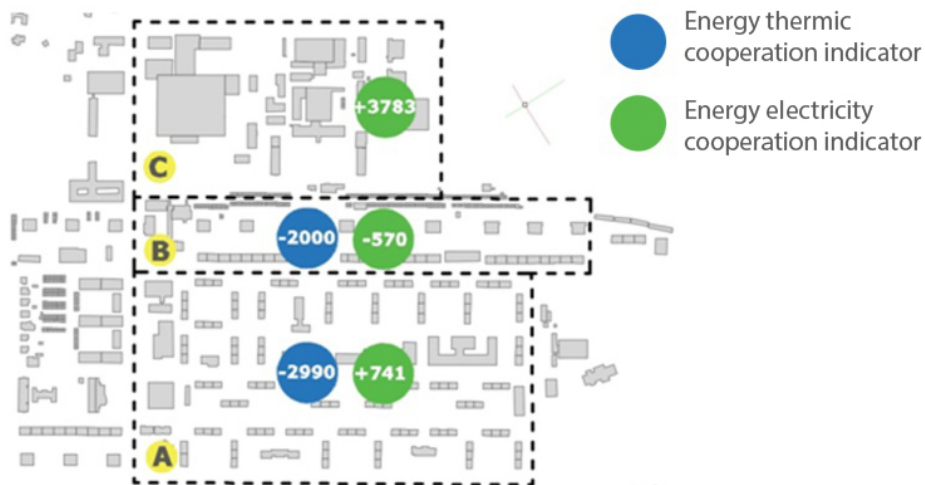 Energy thermic
cooperation indicator
Energy electricity
cooperation indicator
+3783
C
-2000
-570
B
-2990
+741
A